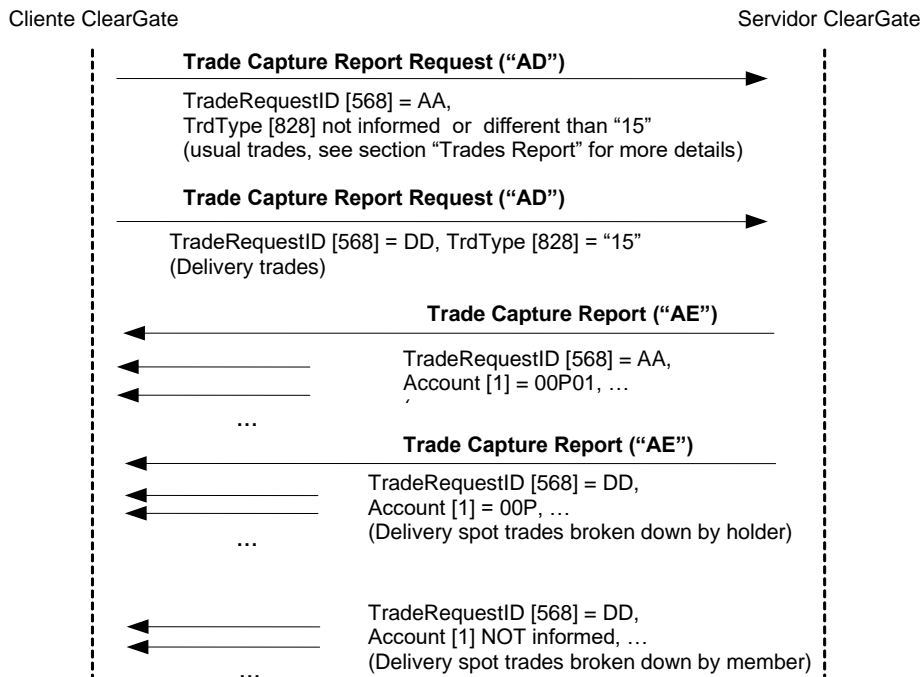 Cliente ClearGate
Servidor ClearGate
Trade Capture Report Request (“AD”)
TradeRequestID [568] = AA,
TrdType [828] not informed or different than “15”
(usual trades, see section “Trades Report” for more details)
Trade Capture Report Request (“AD”)
TradeRequestID [568] = DD, TrdType [828] = “15”
(Delivery trades)
Trade Capture Report (“AE”)
TradeRequestID [568] = AA,
Account [1] = 00P01, …
…
Trade Capture Report (“AE”)
TradeRequestID [568] = DD,
Account [1] = 00P, …
(Delivery spot trades broken down by holder)
…
TradeRequestID [568] = DD,
Account [1] NOT informed, …
(Delivery spot trades broken down by member)
…